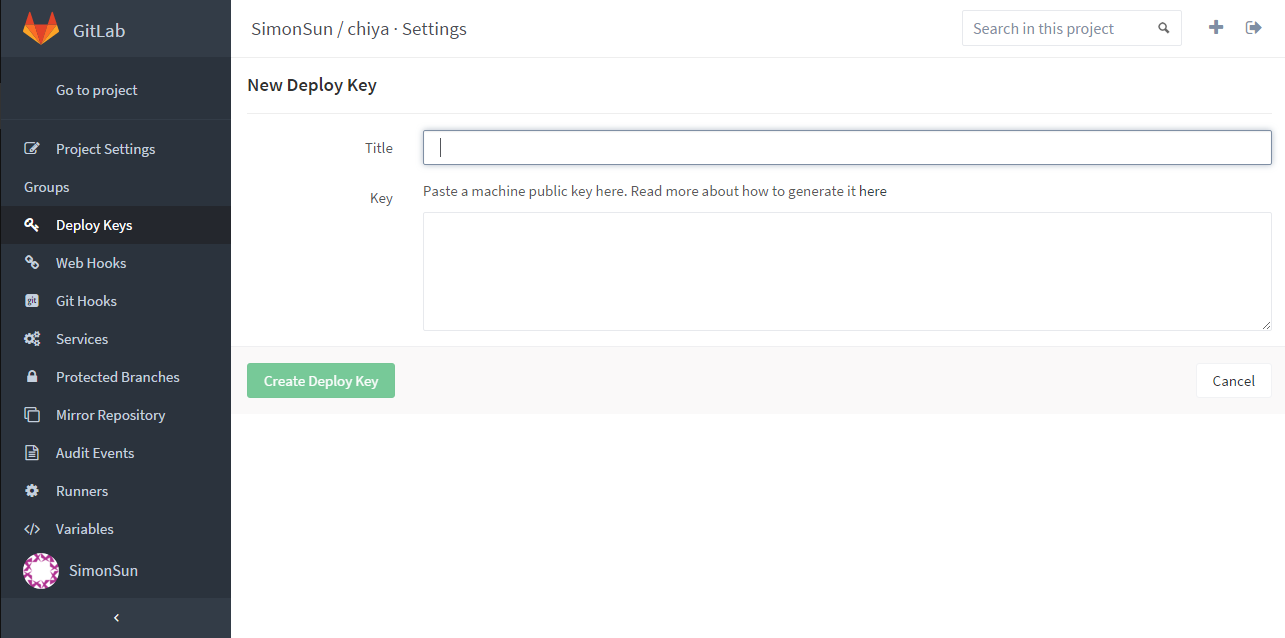 GitLab
SimonSun / chiya · Settings
Search in this project
Go to project
Project Settings
Groups
Deploy Keys
Web Hooks
git
Git Hooks
Services
Protected Branches
Mirror Repository
Audit Events
Runners
Variables
SimonSun
New Deploy Key
Title
Key
Paste a machine public key here. Read more about how to generate it here
Create Deploy Key
Cancel